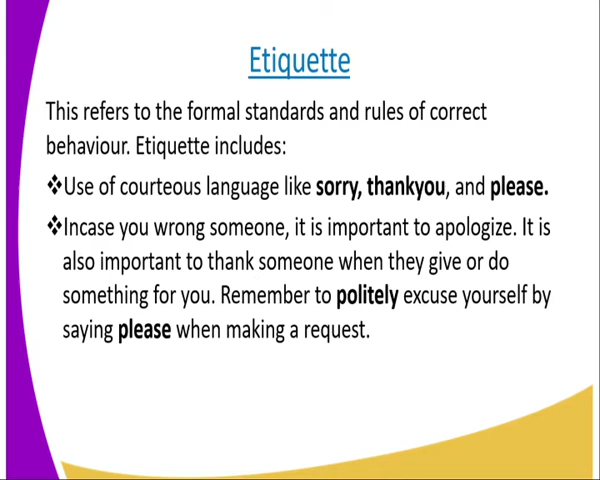 Etiquette
This refers to the formal standards and rules of correct
behaviour. Etiquette includes:
❖Use of courteous language like sorry, thankyou, and please.
❖Incase you wrong someone, it is important to apologize. It is
also important to thank someone when they give or do
something for you. Remember to politely excuse yourself by
saying please when making a request.